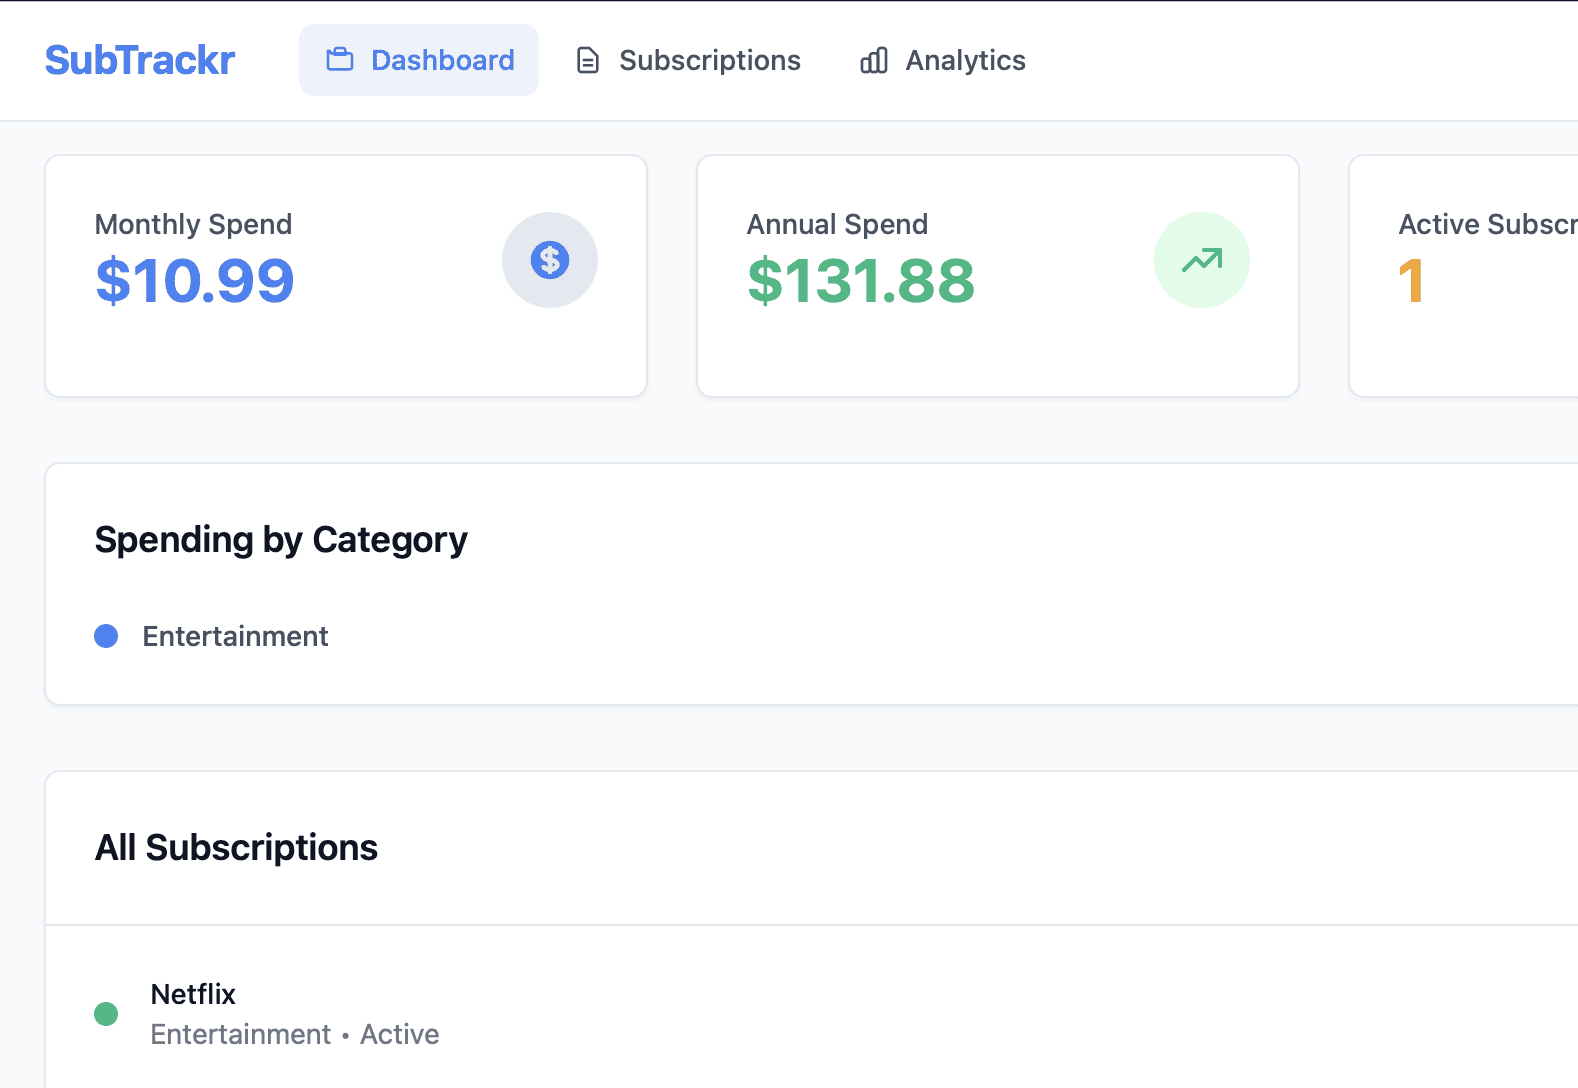 SubTrackr
Dashboard
Subscriptions
Analytics
Monthly Spend
$10.99
Annual Spend
$131.88
Active Subscr
1
Spending by Category
Entertainment
All Subscriptions
Netflix
Entertainment • Active